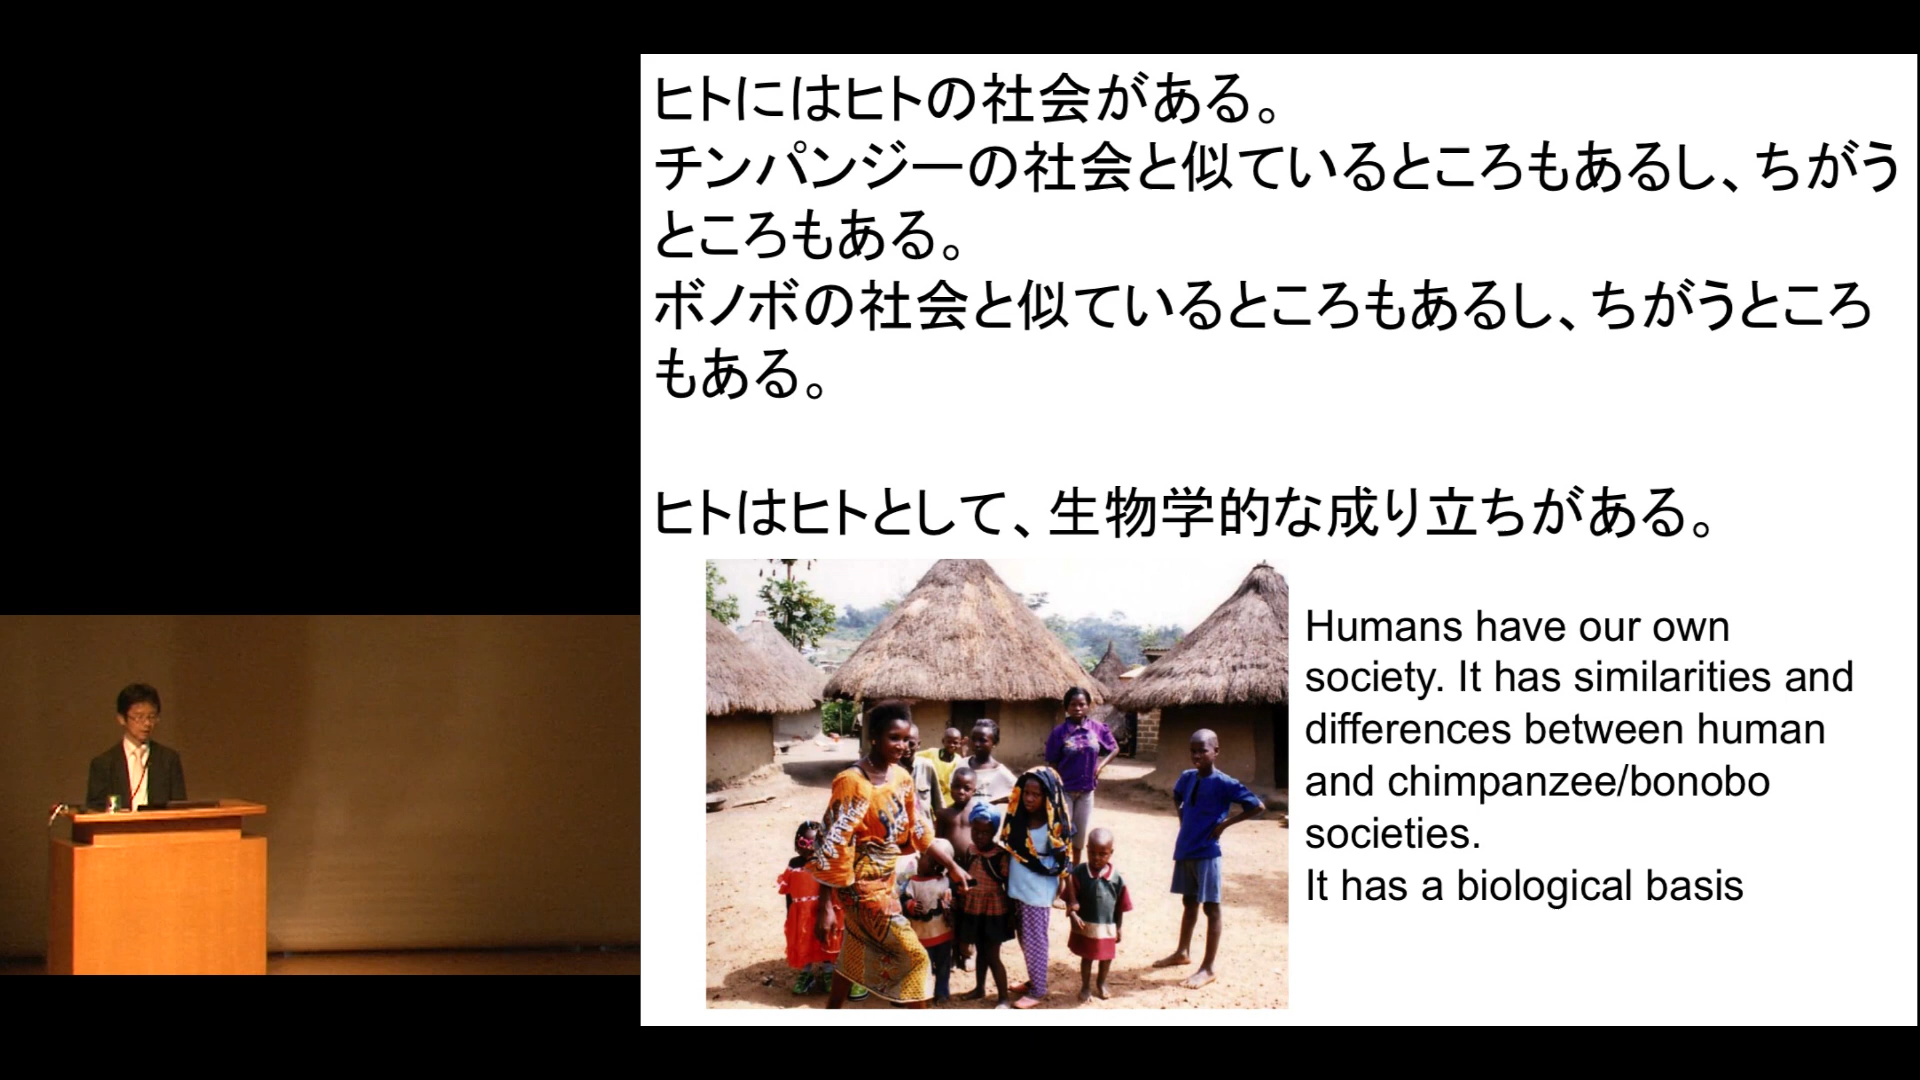 ヒトにはヒトの社会がある。
チンパンジーの社会と似ているところもあるし、ちがう
ところもある。
ボノボの社会と似ているところもあるし、ちがうところ
もある。
ヒトはヒトとして、生物学的な成り立ちがある。
Humans have our own
society. It has similarities and
differences between human
and chimpanzee/bonobo
societies.
It has a biological basis